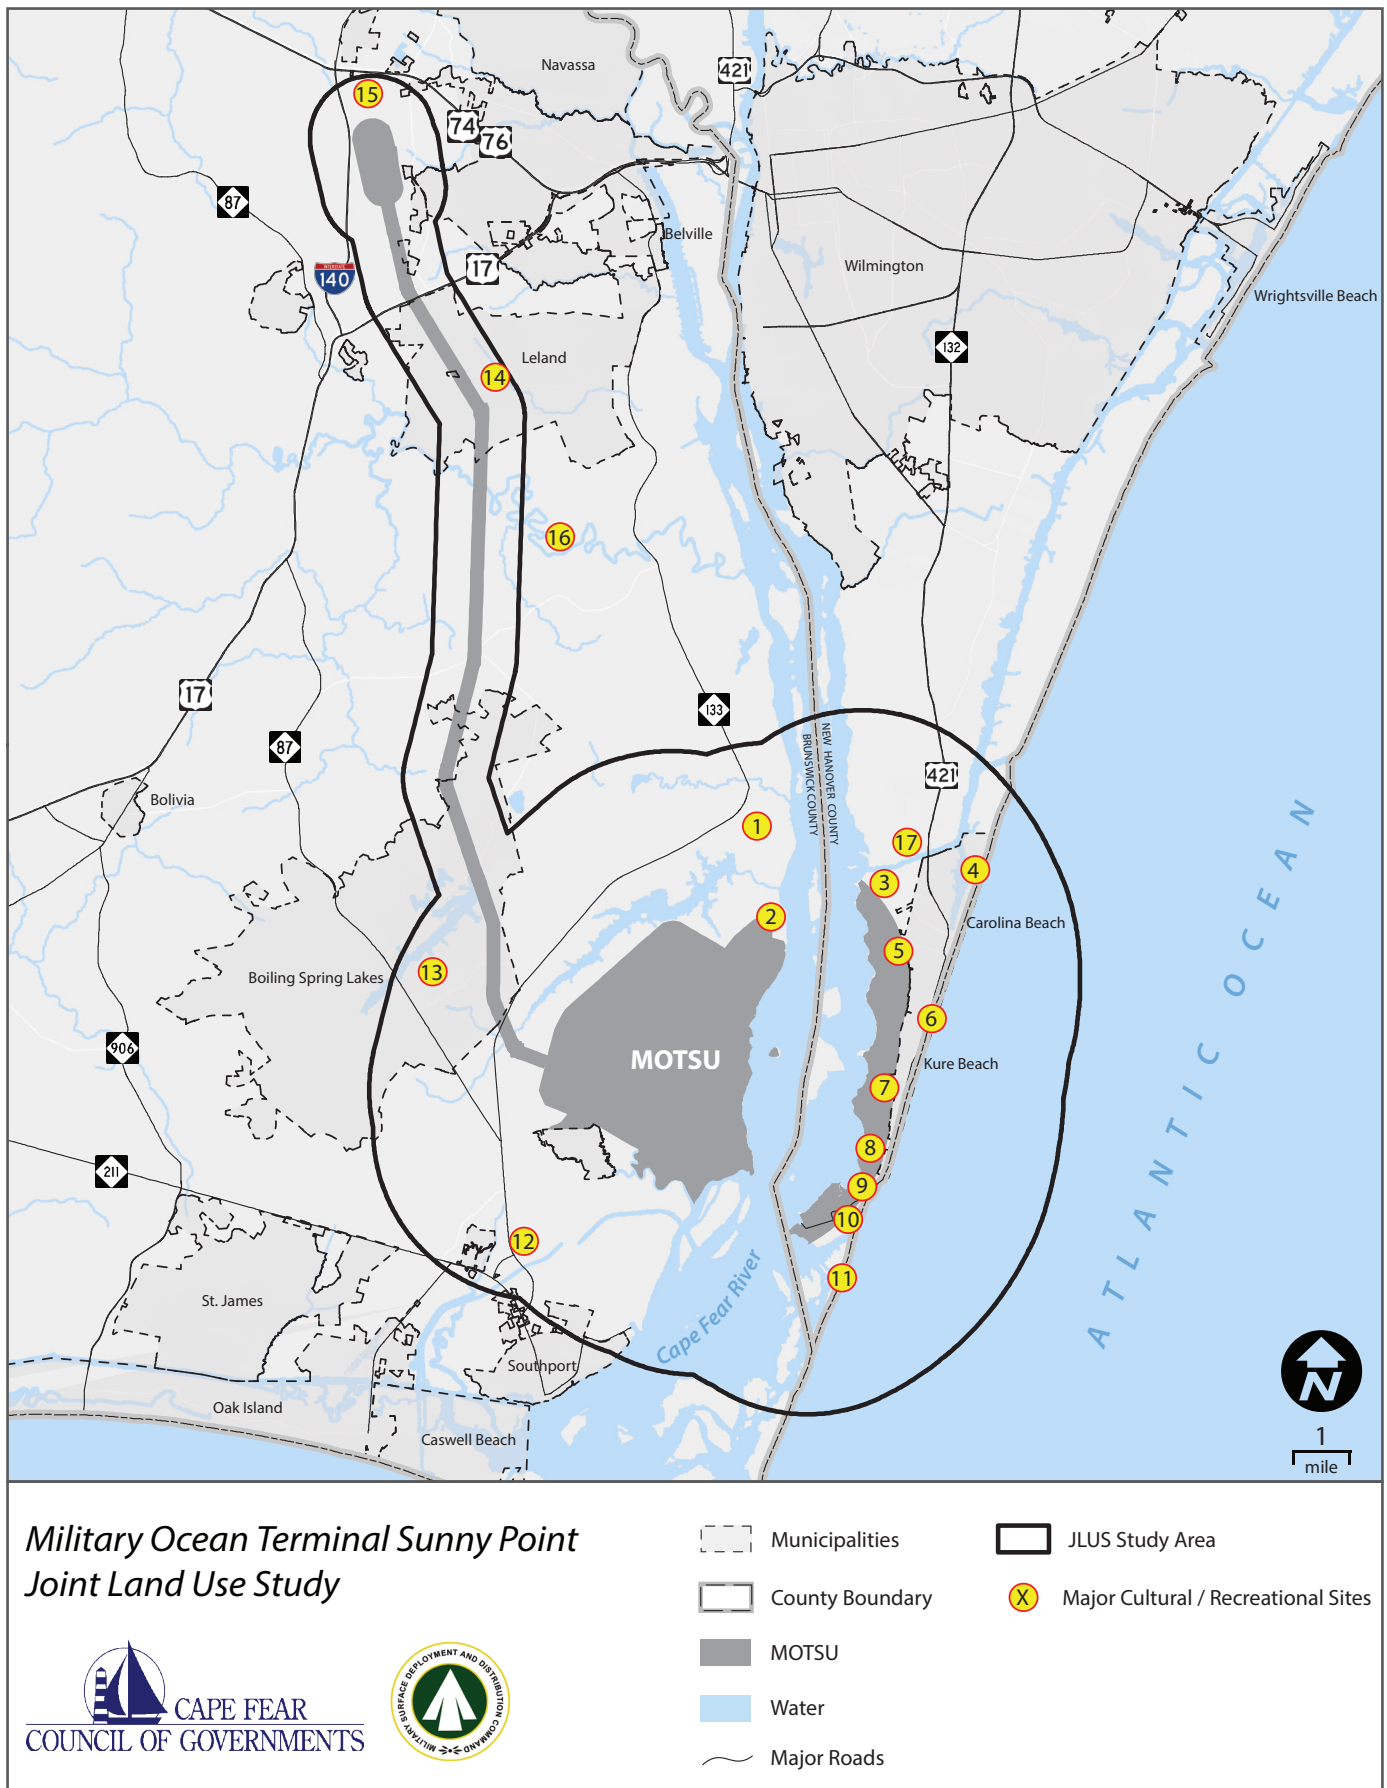 Navassa
421
15
74
76
87
Belville
17
INTERSTATE
140
Wilmington
Wrightsville Beach
132
Leland
14
16
17
133
87
NEW HANOVER COUNTY
BRUNSWICK COUNTY
421
Bolivia
1
17
3
4
2
Carolina Beach
5
Boiling Spring Lakes
13
6
906
MOTSU
Kure Beach
7
8
211
9
10
12
11
ATLANTIC OCEAN
Cape Fear River
St. James
Southport
Oak Island
Caswell Beach
N
1
mile
Military Ocean Terminal Sunny Point
Joint Land Use Study
CAPE FEAR
COUNCIL OF GOVERNMENTS
MILITARY SURFACE DEPLOYMENT AND DISTRIBUTION COMMAND
Municipalities
County Boundary
MOTSU
Water
Major Roads
JLUS Study Area
X
Major Cultural / Recreational Sites